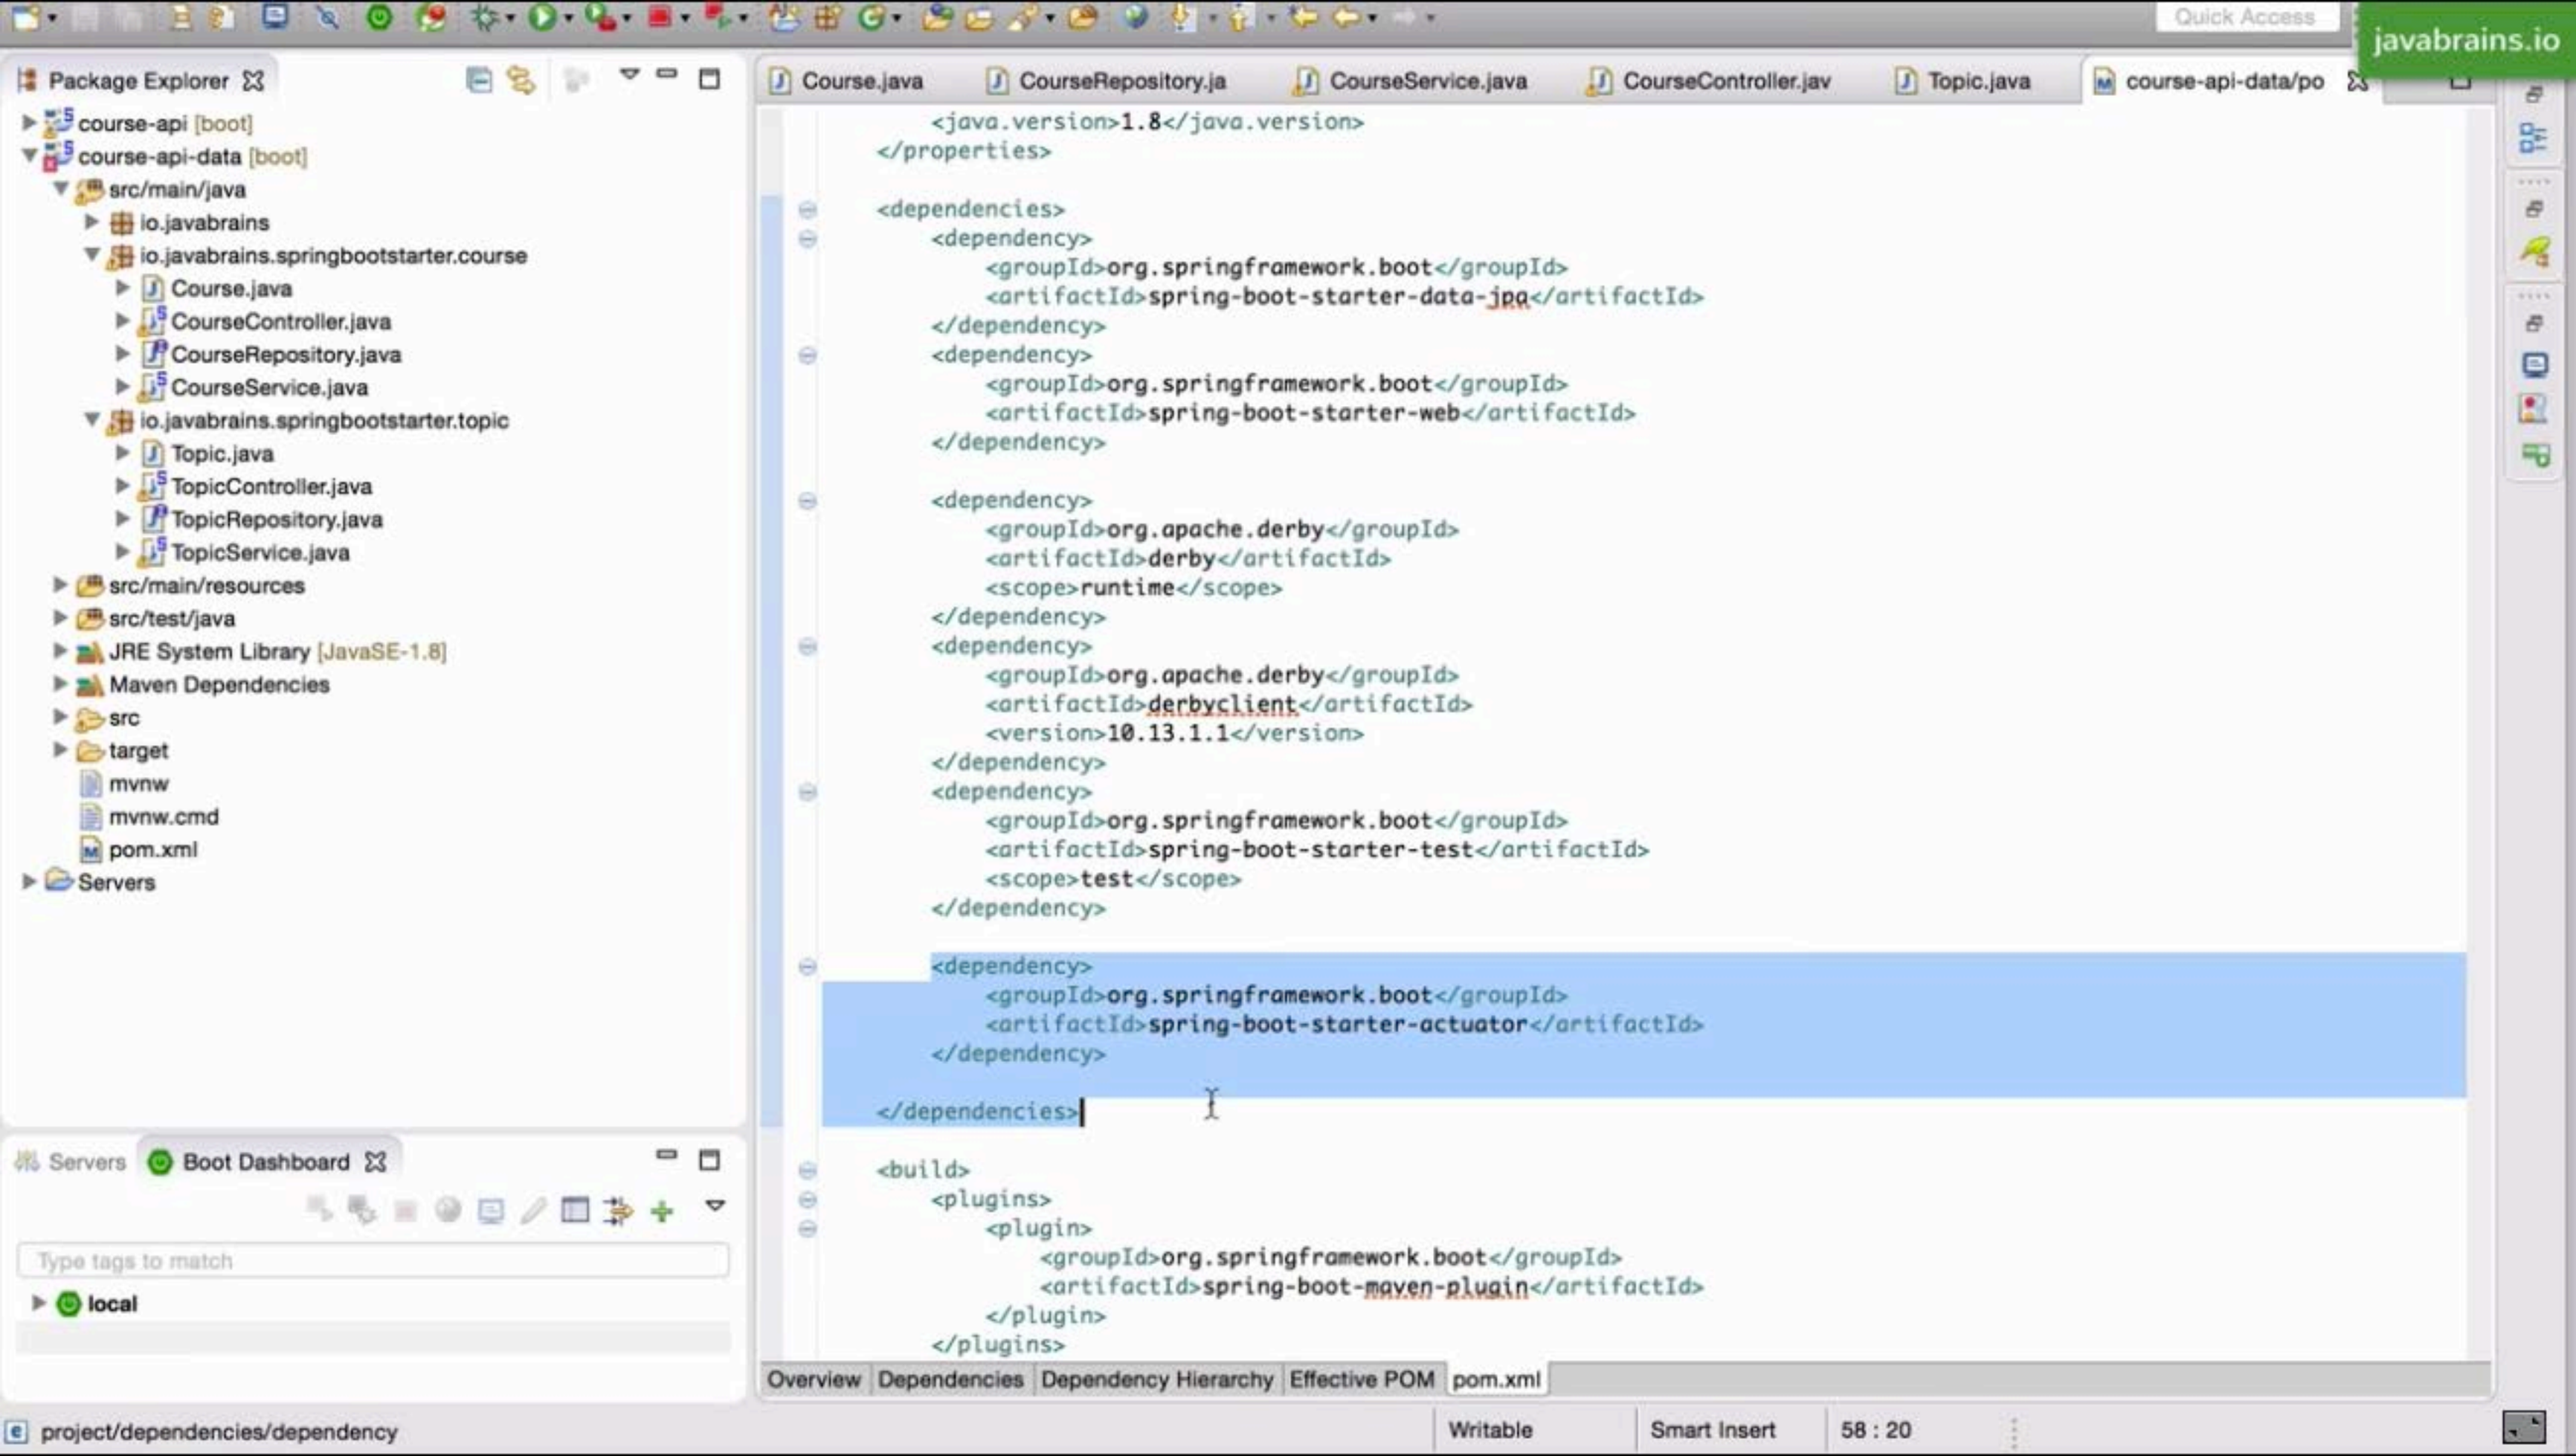 Quick Access
javabrains.io
Package Explorer
course-api [boot]
course-api-data [boot]
src/main/java
io.javabrains
io.javabrains.springbootstarter.course
Course.java
CourseController.java
CourseRepository.java
CourseService.java
io.javabrains.springbootstarter.topic
Topic.java
TopicController.java
TopicRepository.java
TopicService.java
src/main/resources
src/test/java
JRE System Library [JavaSE-1.8]
Maven Dependencies
src
target
mvnw
mvnw.cmd
pom.xml
Servers
Servers Boot Dashboard
Type tags to match
local
Course.java CourseRepository.ja CourseService.java CourseController.jav Topic.java course-api-data/po
<java.version>1.8</java.version>
</properties>
<dependencies>
<dependency>
<groupId>org.springframework.boot</groupId>
<artifactId>spring-boot-starter-data-jpa</artifactId>
</dependency>
<dependency>
<groupId>org.springframework.boot</groupId>
<artifactId>spring-boot-starter-web</artifactId>
</dependency>
<dependency>
<groupId>org.apache.derby</groupId>
<artifactId>derby</artifactId>
<scope>runtime</scope>
</dependency>
<dependency>
<groupId>org.apache.derby</groupId>
<artifactId>derbyclient</artifactId>
<version>10.13.1.1</version>
</dependency>
<dependency>
<groupId>org.springframework.boot</groupId>
<artifactId>spring-boot-starter-test</artifactId>
<scope>test</scope>
</dependency>
<dependency>
<groupId>org.springframework.boot</groupId>
<artifactId>spring-boot-starter-actuator</artifactId>
</dependency>
</dependencies>
<build>
<plugins>
<plugin>
<groupId>org.springframework.boot</groupId>
<artifactId>spring-boot-maven-plugin</artifactId>
</plugin>
</plugins>
Overview Dependencies Dependency Hierarchy Effective POM pom.xml
project/dependencies/dependency Writable Smart Insert 58 : 20